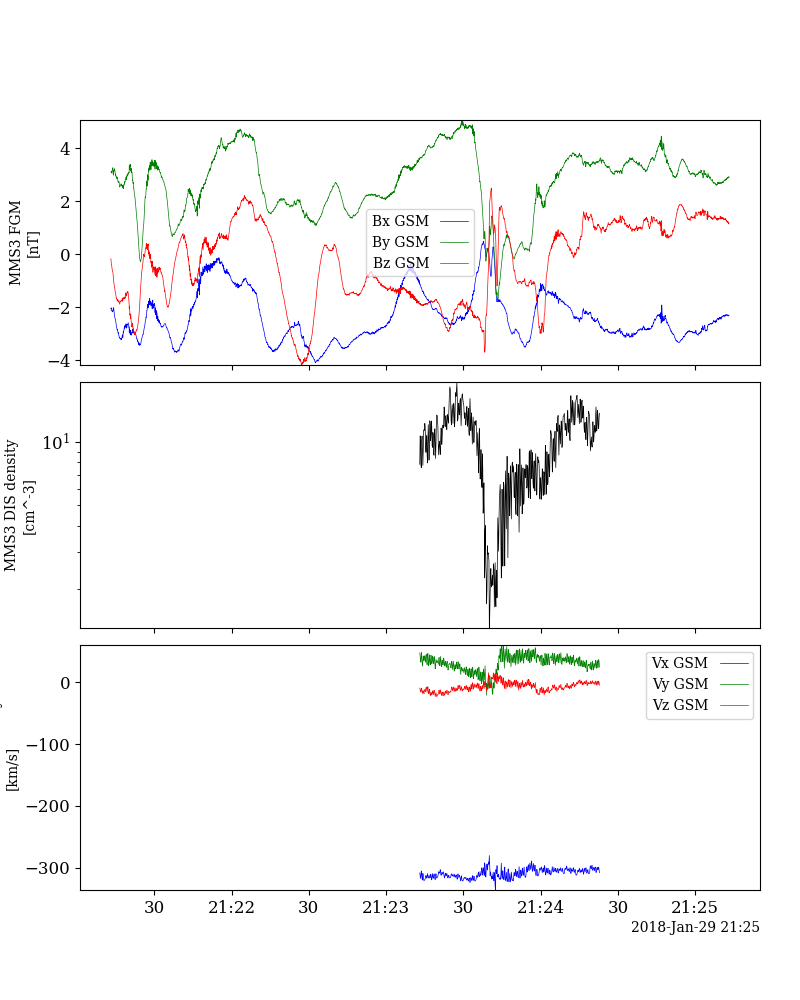 MMS3 FGM
[nT]
4
2
0
−2
−4
Bx GSM
By GSM
Bz GSM
MMS3 DIS density
[cm^-3]
10^1
[km/s]
0
−100
−200
−300
Vx GSM
Vy GSM
Vz GSM
30 21:22 30 21:23 30 21:24 30 21:25
2018-Jan-29 21:25